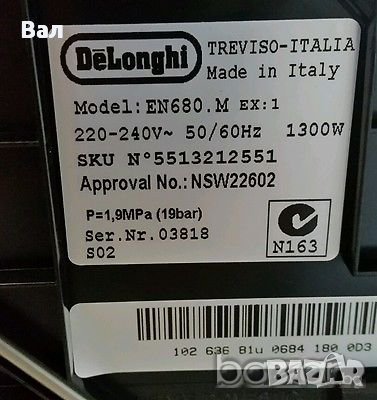 Вал
DeLonghi
TREVISO-ITALIA
Made in Italy
Model: EN680.M EX:1
220-240V~ 50/60Hz 1300W
SKU N°5513212551
Approval No.: NSW22602
P=1,9MPa (19bar)
Ser.Nr. 03818
S02
N163
102 636 81u 0684 180 0D3
BAZAR